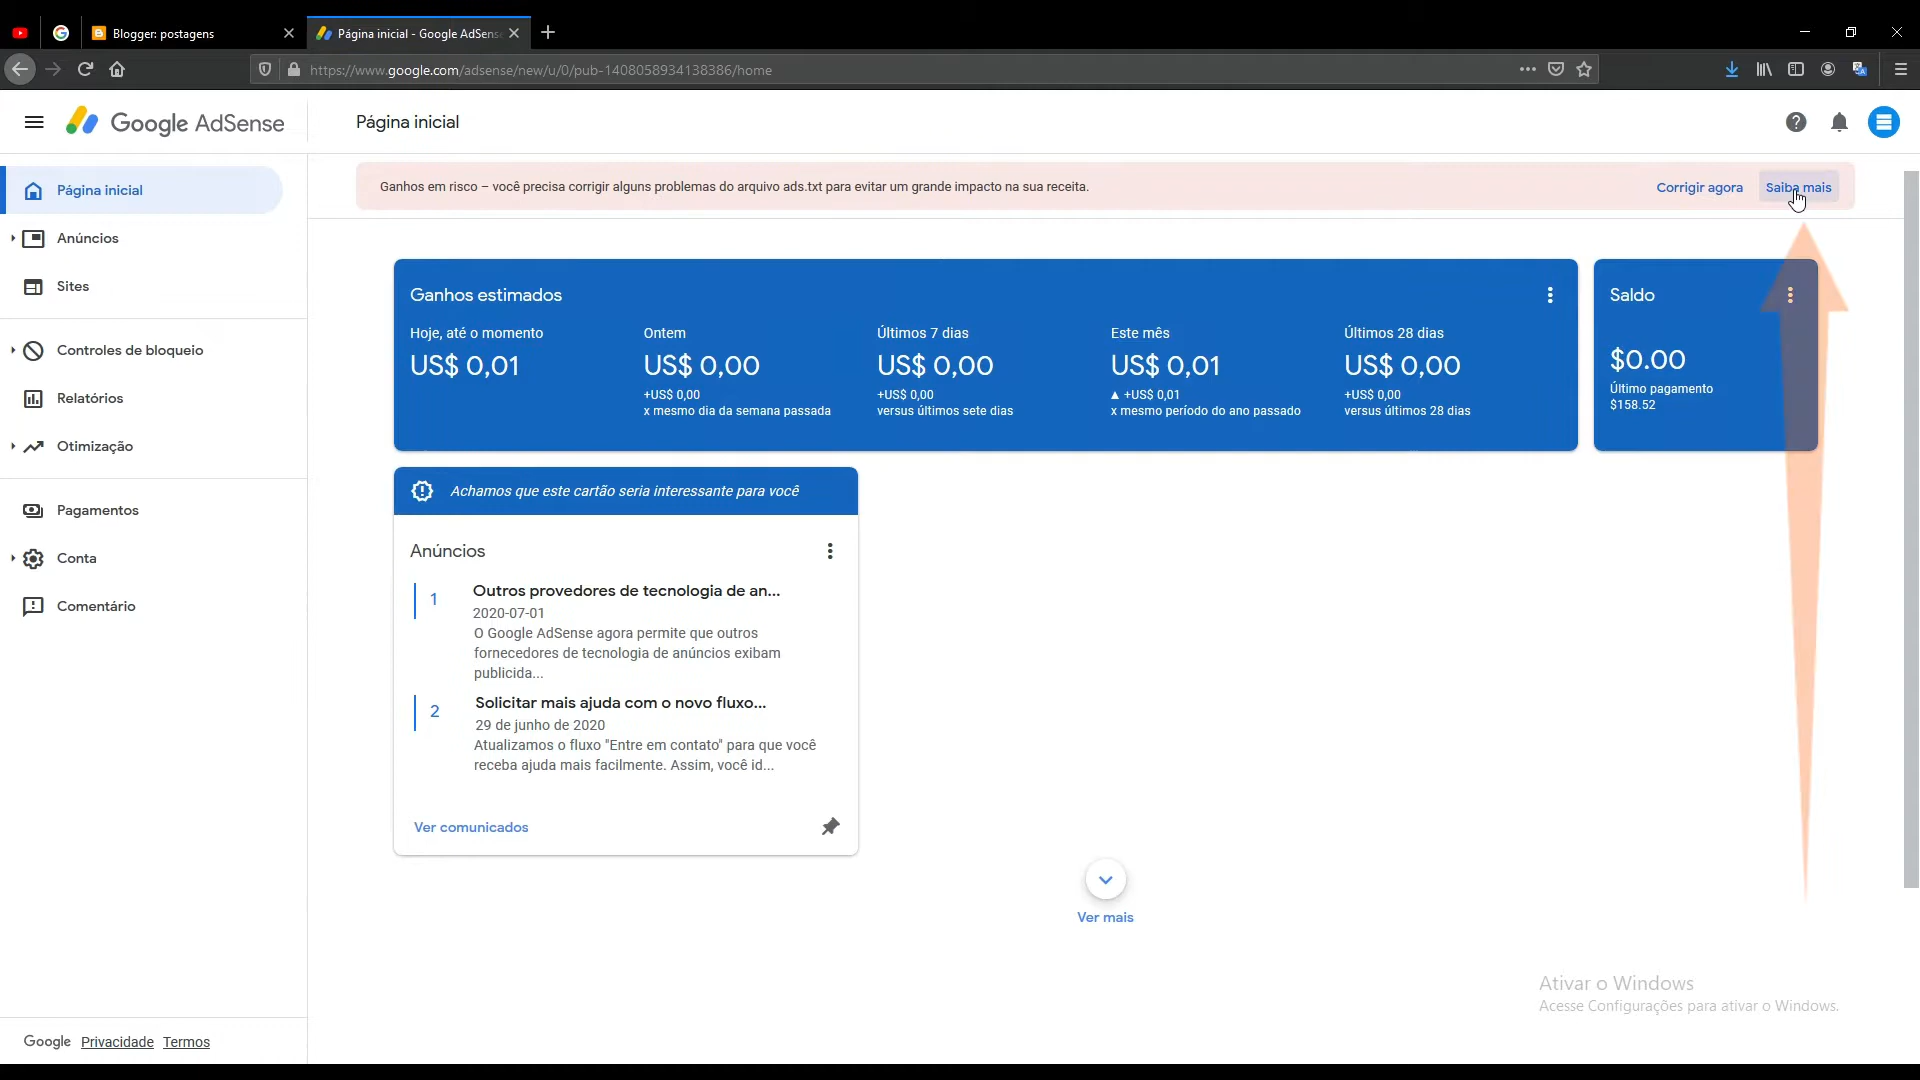 Blogger: postagens
Página inicial - Google AdSens
https://www.google.com/adsense/new/u/0/pub-1408058934138386/home
Google AdSense
Página inicial
Ganhos em risco – você precisa corrigir alguns problemas do arquivo ads.txt para evitar um grande impacto na sua receita.
Corrigir agora
Saiba mais
Página inicial
Anúncios
Sites
Controles de bloqueio
Relatórios
Otimização
Pagamentos
Conta
Comentário
Ganhos estimados
Hoje, até o momento
US$ 0,01
Ontem
US$ 0,00
+US$ 0,00
x mesmo dia da semana passada
Últimos 7 dias
US$ 0,00
+US$ 0,00
versus últimos sete dias
Este mês
US$ 0,01
▲ +US$ 0,01
x mesmo período do ano passado
Últimos 28 dias
US$ 0,00
+US$ 0,00
versus últimos 28 dias
Saldo
$0.00
Último pagamento
$158.52
Achamos que este cartão seria interessante para você
Anúncios
1
Outros provedores de tecnologia de an...
2020-07-01
O Google AdSense agora permite que outros
fornecedores de tecnologia de anúncios exibam
publicida...
2
Solicitar mais ajuda com o novo fluxo...
29 de junho de 2020
Atualizamos o fluxo "Entre em contato" para que você
receba ajuda mais facilmente. Assim, você id...
Ver comunicados
Ver mais
Ativar o Windows
Acesse Configurações para ativar o Windows.
Google Privacidade Termos